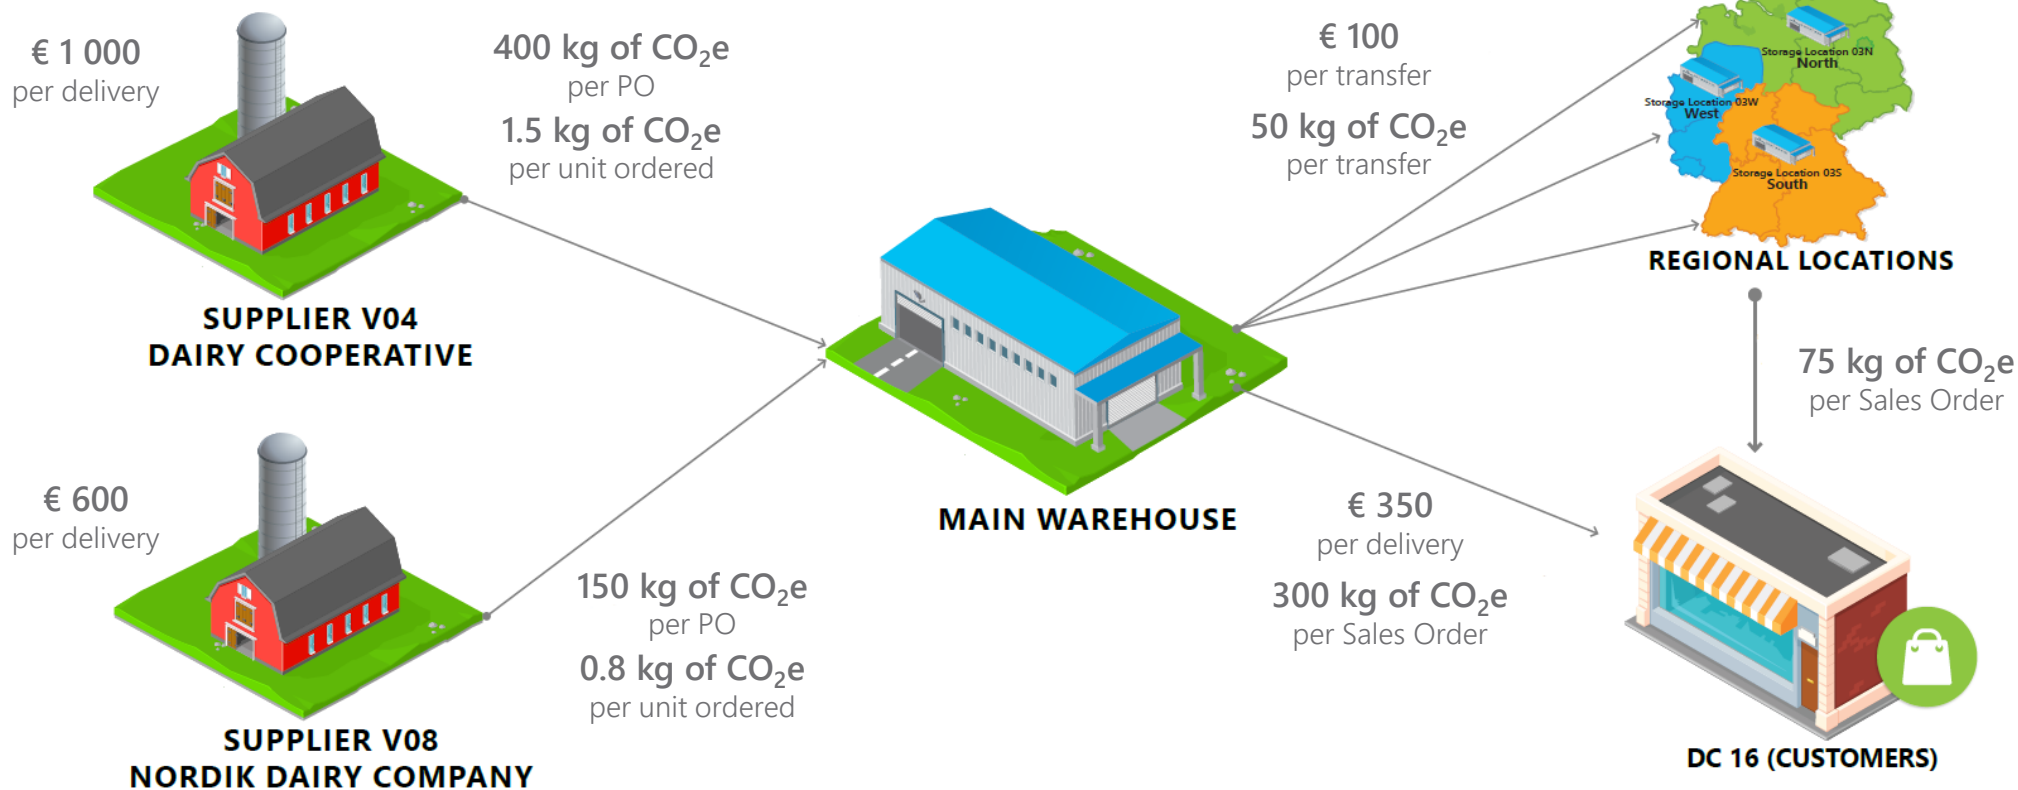 € 1 000
per delivery
400 kg of CO₂e
per PO
1.5 kg of CO₂e
per unit ordered
SUPPLIER V04
DAIRY COOPERATIVE
€ 600
per delivery
150 kg of CO₂e
per PO
0.8 kg of CO₂e
per unit ordered
SUPPLIER V08
NORDIK DAIRY COMPANY
MAIN WAREHOUSE
€ 100
per transfer
50 kg of CO₂e
per transfer
Storage Location 03N
North
Storage Location 03W
West
Storage Location 03S
South
REGIONAL LOCATIONS
75 kg of CO₂e
per Sales Order
€ 350
per delivery
300 kg of CO₂e
per Sales Order
DC 16 (CUSTOMERS)